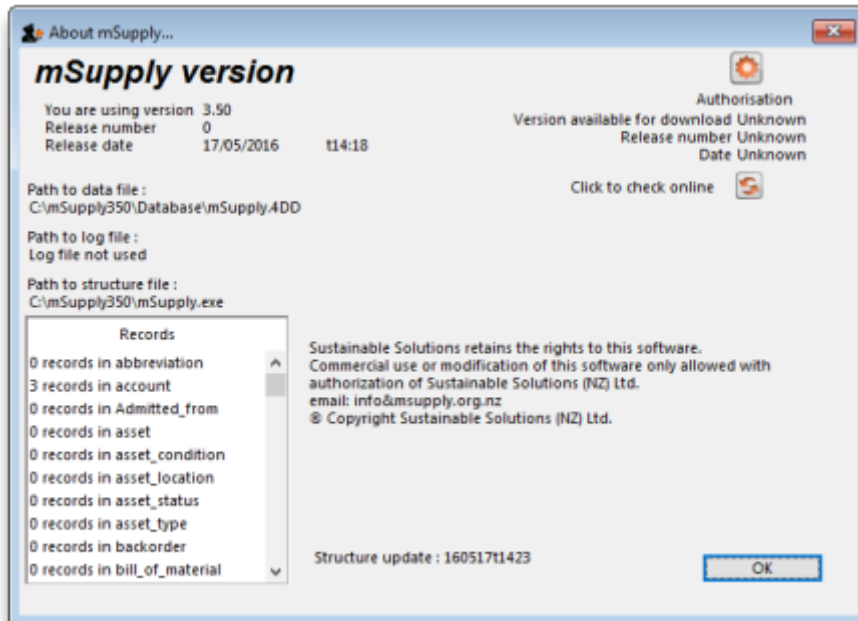 About mSupply...
mSupply version
You are using version 3.50
Release number 0
Release date 17/05/2016 t14:18
Authorisation
Version available for download Unknown
Release number Unknown
Date Unknown
Click to check online
Path to data file :
C:\mSupply350\Database\mSupply.4DD
Path to log file :
Log file not used
Path to structure file :
C:\mSupply350\mSupply.exe
Records
0 records in abbreviation
3 records in account
0 records in Admitted_from
0 records in asset
0 records in asset_condition
0 records in asset_location
0 records in asset_status
0 records in asset_type
0 records in backorder
0 records in bill_of_material
Sustainable Solutions retains the rights to this software.
Commercial use or modification of this software only allowed with
authorization of Sustainable Solutions (NZ) Ltd.
email: info@msupply.org.nz
® Copyright Sustainable Solutions (NZ) Ltd.
Structure update : 160517t1423
OK